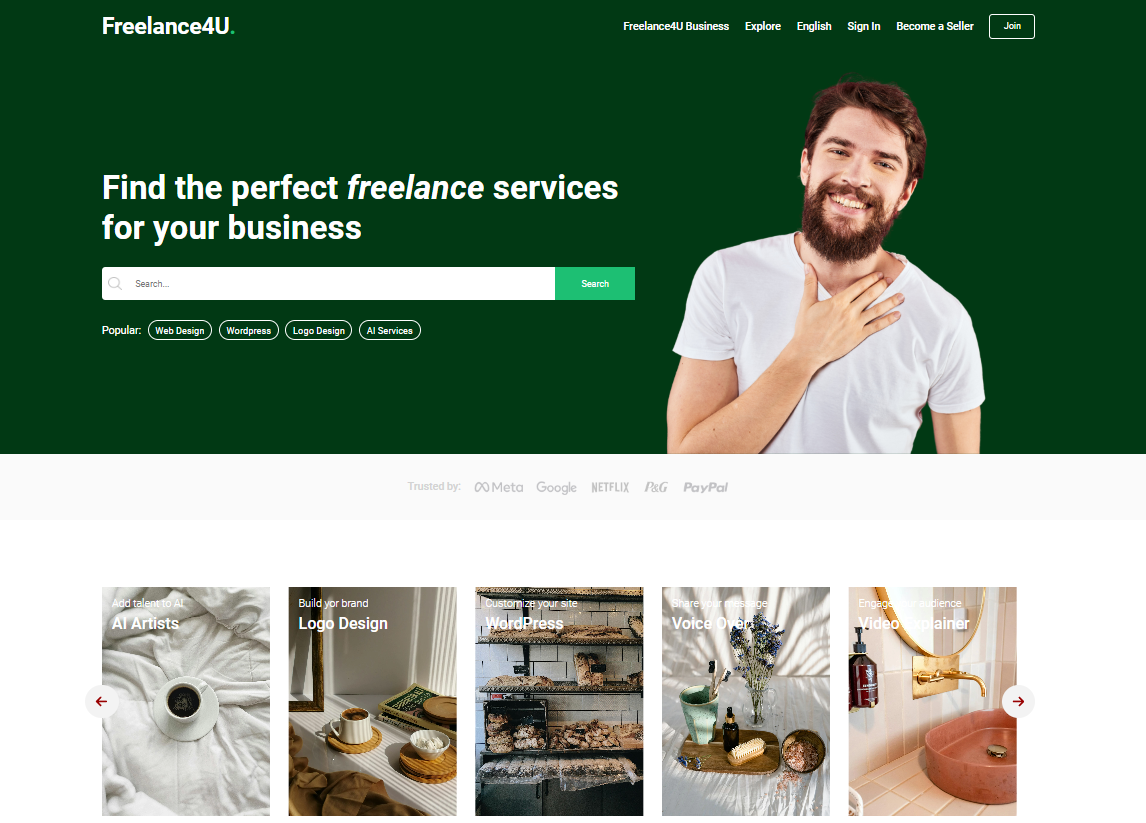 Freelance4U.
Freelance4U Business
Explore
English
Sign In
Become a Seller
Join
Find the perfect freelance services
for your business
Search...
Search
Popular:
Web Design
Wordpress
Logo Design
AI Services
Trusted by:
Meta
Google
NETFLIX
P&G
PayPal
Add talent to AI
AI Artists
Build yor brand
Logo Design
Customize your site
WordPress
Share your message
Voice Over
Engage your audience
Video Explainer